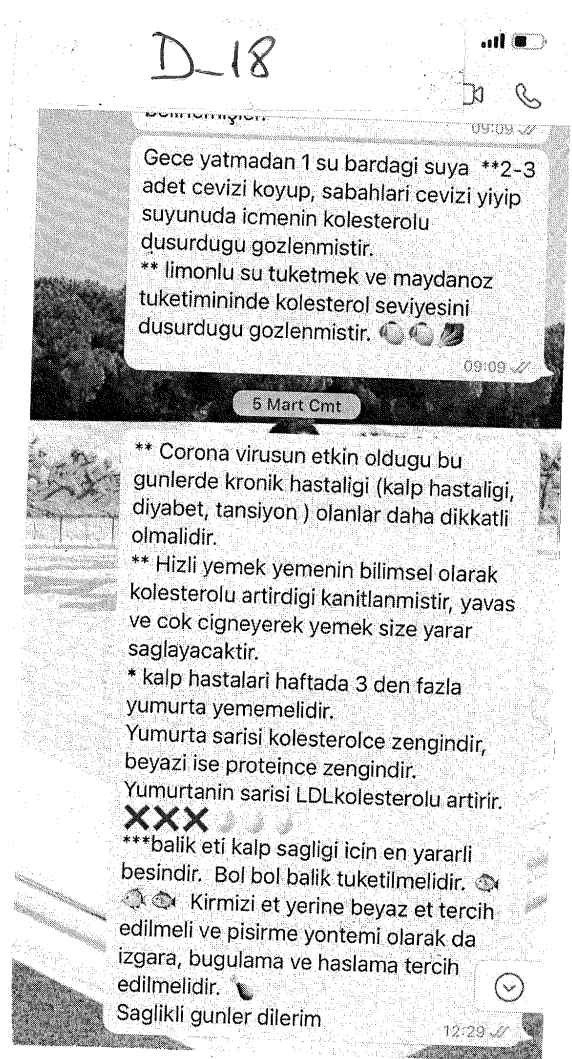 D-18
09:09
Gece yatmadan 1 su bardagi suya **2-3
adet cevizi koyup, sabahlari cevizi yiyip
suyunuda icmenin kolesterolu
dusurdugu gozlenmistir.
** limonlu su tuketmek ve maydanoz
tuketimininde kolesterol seviyesini
dusurdugu gozlenmistir. 🍋🍋🥬
09:09
5 Mart Cmt
** Corona virusun etkin oldugu bu
gunlerde kronik hastaligi (kalp hastaligi,
diyabet, tansiyon ) olanlar daha dikkatli
olmalidir.
** Hizli yemek yemenin bilimsel olarak
kolesterolu artirdigi kanitlanmistir, yavas
ve cok cigneyerek yemek size yarar
saglayacaktir.
* kalp hastalari haftada 3 den fazla
yumurta yememelidir.
Yumurta sarisi kolesterolce zengindir,
beyazi ise proteince zengindir.
Yumurtanin sarisi LDLkolesterolu artirir.
❌❌❌🥚🥚🥚
***balik eti kalp sagligi icin en yararli
besindir. Bol bol balik tuketilmelidir. 🐠
🐠🐠 Kirmizi et yerine beyaz et tercih
edilmeli ve pisirme yontemi olarak da
izgara, bugulama ve haslama tercih
edilmelidir. 🍗
Saglikli gunler dilerim
12:29